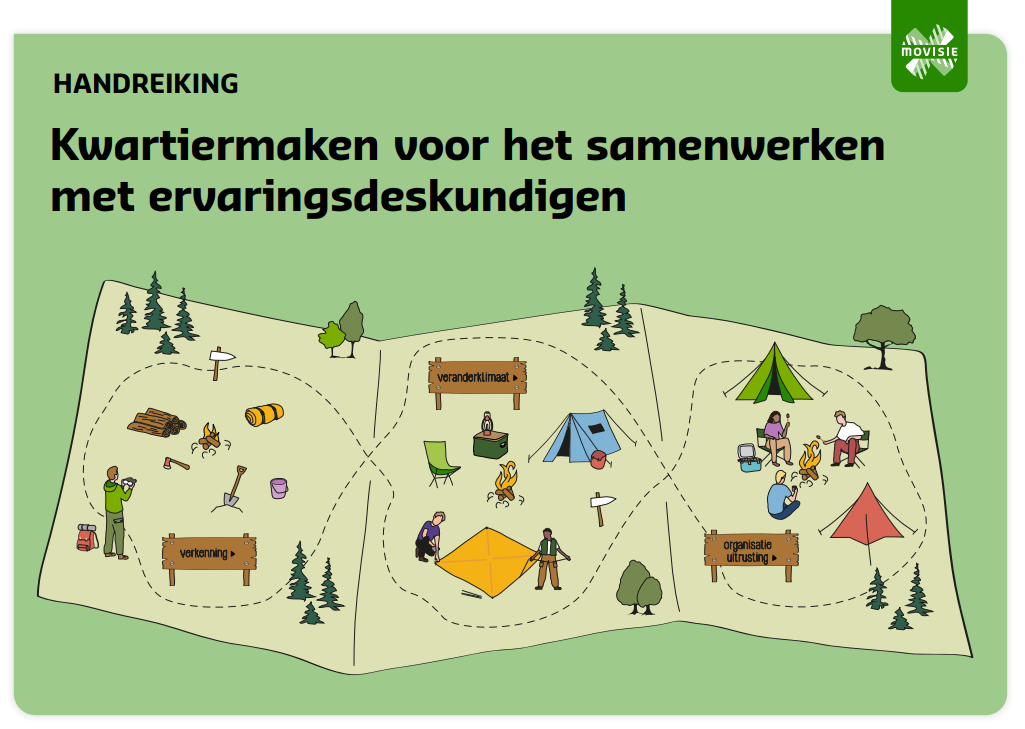 MOVISIE
HANDREIKING
Kwartiermaken voor het samenwerken
met ervaringsdeskundigen
veranderklimaat
verkenning
organisatie
uitrusting